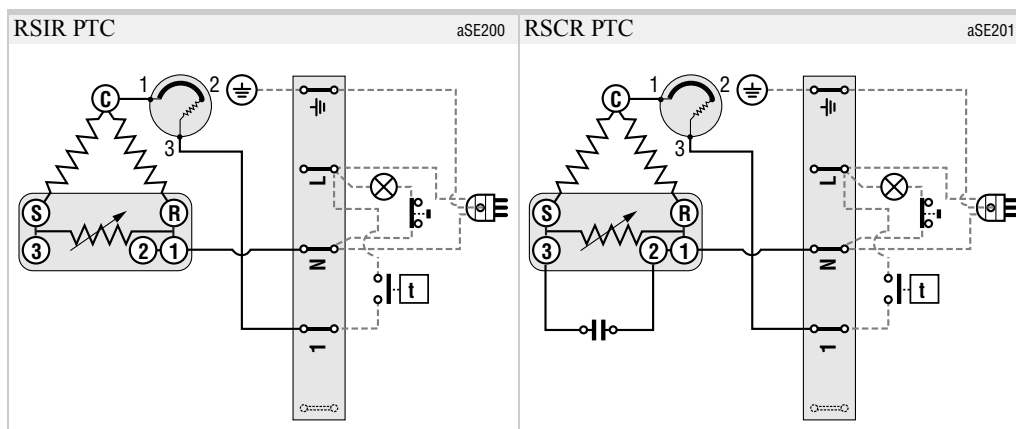 RSIR PTC aSE200
1 2
C
3
L
S R
3 2 1
N
t
1
RSCR PTC aSE201
1 2
C
3
L
S R
3 2 1
N
t
1